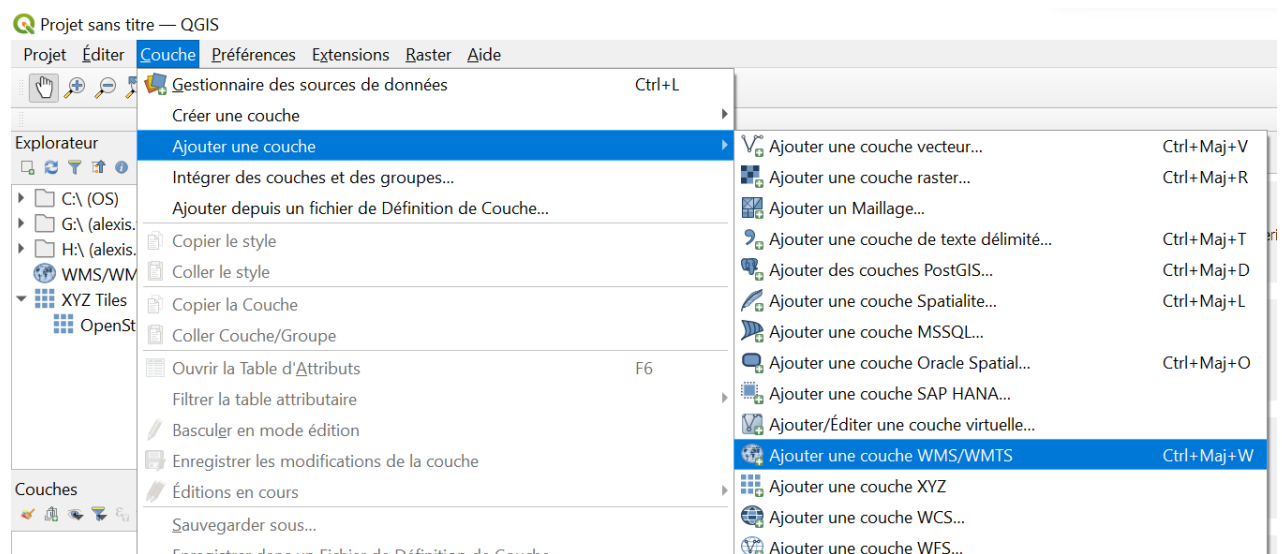 Projet sans titre — QGIS
Projet Éditer Couche Préférences Extensions Raster Aide
Gestionnaire des sources de données Ctrl+L
Créer une couche
Explorateur
Ajouter une couche
Ajouter une couche vecteur... Ctrl+Maj+V
Intégrer des couches et des groupes...
Ajouter une couche raster... Ctrl+Maj+R
C:\ (OS)
Ajouter depuis un fichier de Définition de Couche...
Ajouter un Maillage...
G:\ (alexis.
Copier le style
Ajouter une couche de texte délimité... Ctrl+Maj+T
H:\ (alexis.
Coller le style
Ajouter des couches PostGIS... Ctrl+Maj+D
WMS/WM
Copier la Couche
Ajouter une couche Spatialite... Ctrl+Maj+L
XYZ Tiles
Coller Couche/Groupe
Ajouter une couche MSSQL...
OpenSt
Ouvrir la Table d'Attributs F6
Ajouter une couche Oracle Spatial... Ctrl+Maj+O
Filtrer la table attributaire
Ajouter une couche SAP HANA...
Basculer en mode édition
Ajouter/Éditer une couche virtuelle...
Enregistrer les modifications de la couche
Ajouter une couche WMS/WMTS Ctrl+Maj+W
Couches
Éditions en cours
Ajouter une couche XYZ
Sauvegarder sous...
Ajouter une couche WCS...
Enregistrer dans un Fichier de Définition de Couche...
Ajouter une couche WFS...